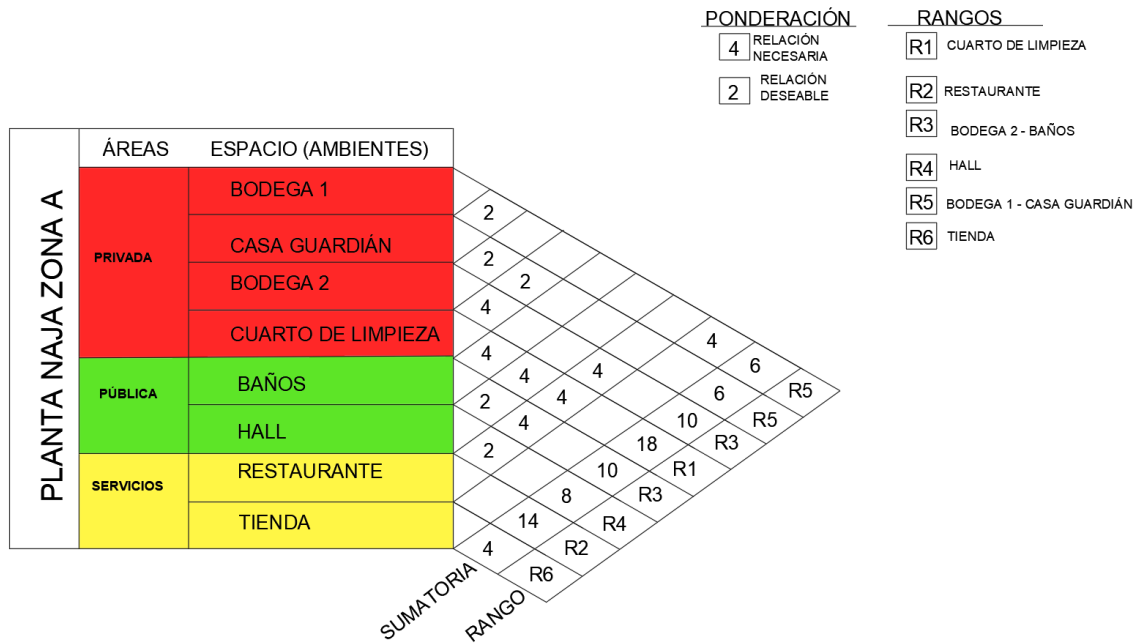 PONDERACIÓN
4 RELACIÓN
NECESARIA
2 RELACIÓN
DESEABLE
RANGOS
R1 CUARTO DE LIMPIEZA
R2 RESTAURANTE
R3 BODEGA 2 - BAÑOS
R4 HALL
R5 BODEGA 1 - CASA GUARDIÁN
R6 TIENDA
PLANTA NAJA ZONA A
ÁREAS ESPACIO (AMBIENTES)
PRIVADA
BODEGA 1
CASA GUARDIÁN
BODEGA 2
CUARTO DE LIMPIEZA
PÚBLICA
BAÑOS
HALL
SERVICIOS
RESTAURANTE
TIENDA
2
2 2
4
4 6
4 4 4 6 R5
2 4 10 R5
4 18 R3
2 10 R1
8 R3
14 R4
4 R2
R6
SUMATORIA
RANGO